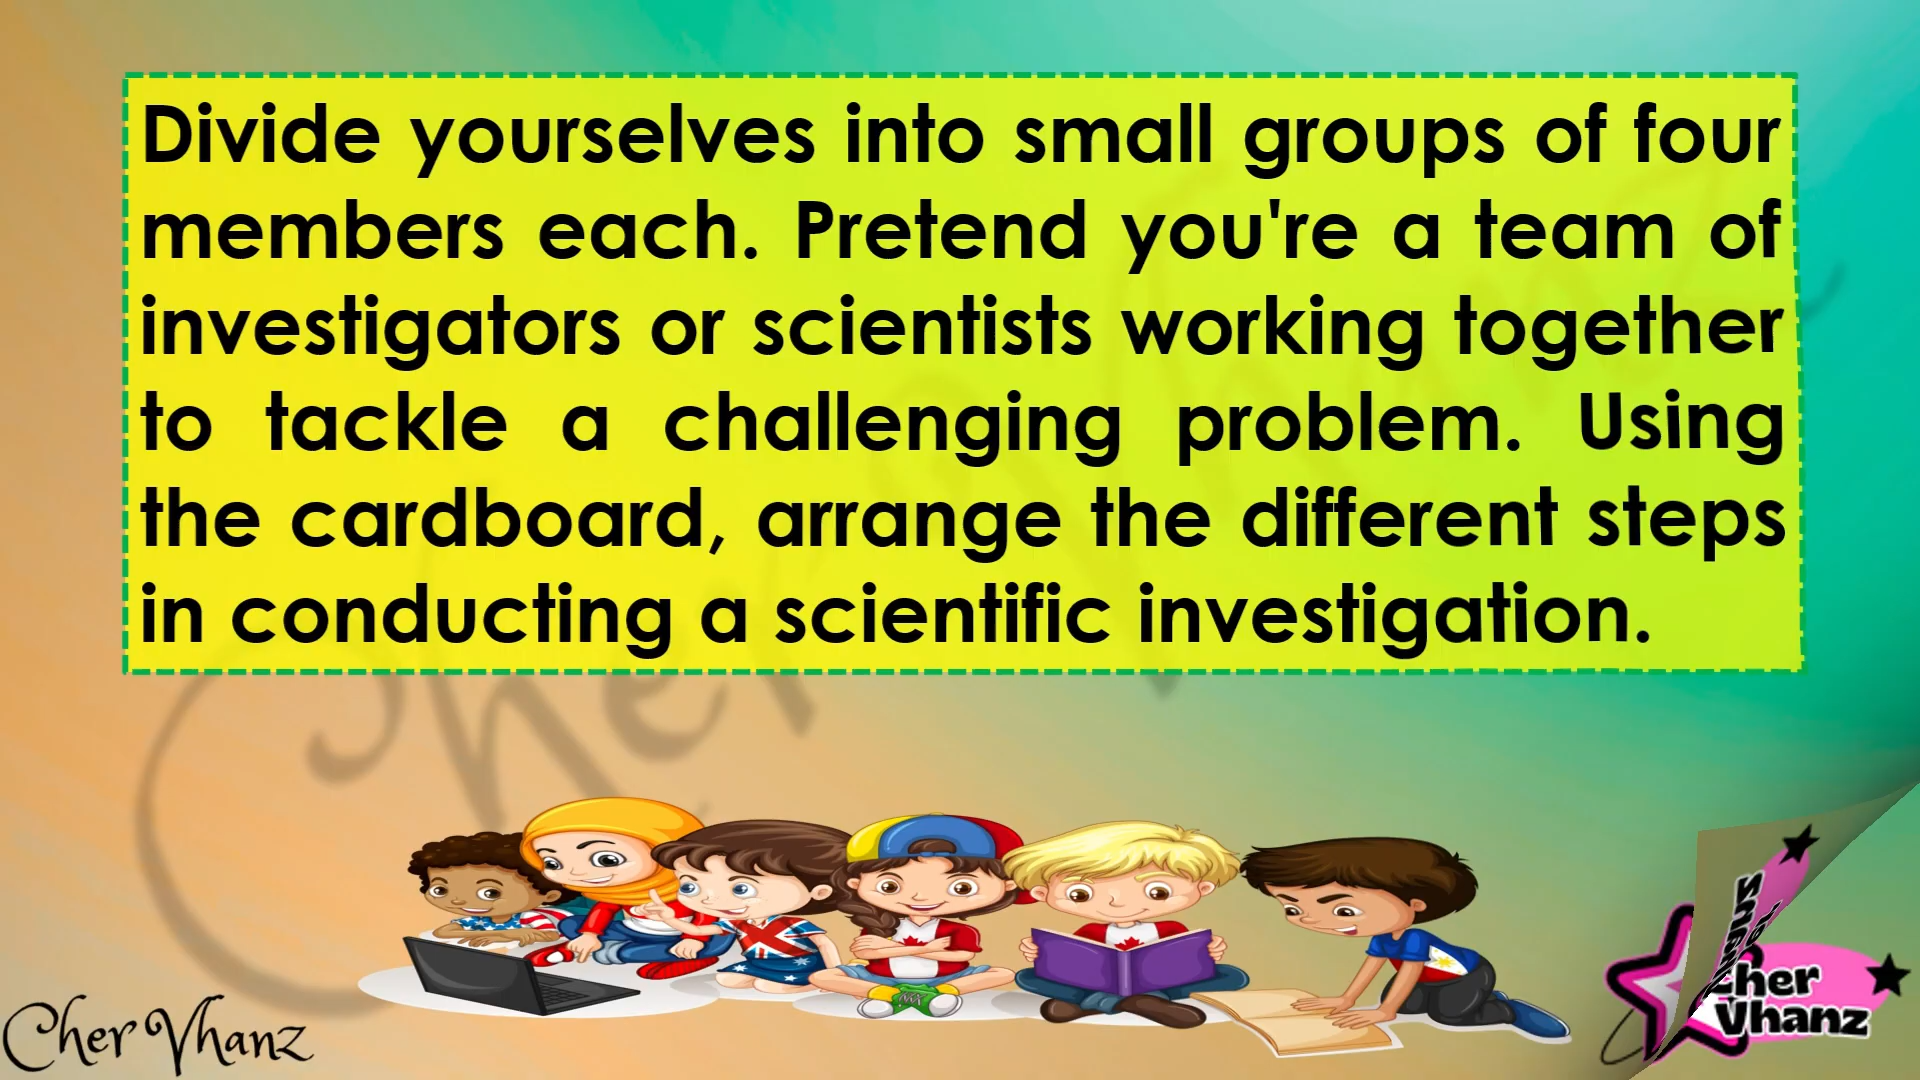 Divide yourselves into small groups of four
members each. Pretend you're a team of
investigators or scientists working together
to tackle a challenging problem. Using
the cardboard, arrange the different steps
in conducting a scientific investigation.
Cher Vhanz
Cher
Vhanz